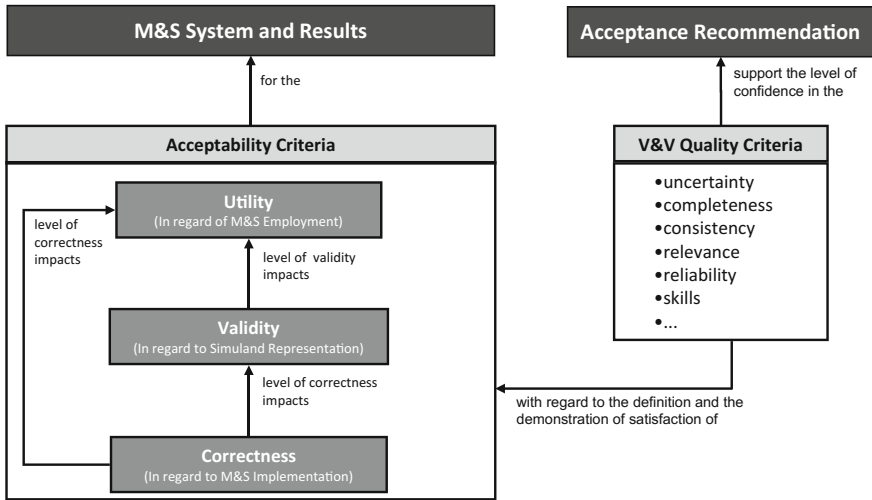 M&S System and Results
Acceptance Recommendation
for the
support the level of
confidence in the
Acceptability Criteria
V&V Quality Criteria
Utility
(In regard of M&S Employment)
level of
correctness
impacts
level of validity
impacts
Validity
(In regard to Simuland Representation)
level of correctness
impacts
Correctness
(In regard to M&S Implementation)
•uncertainty
•completeness
•consistency
•relevance
•reliability
•skills
•...
with regard to the definition and the
demonstration of satisfaction of